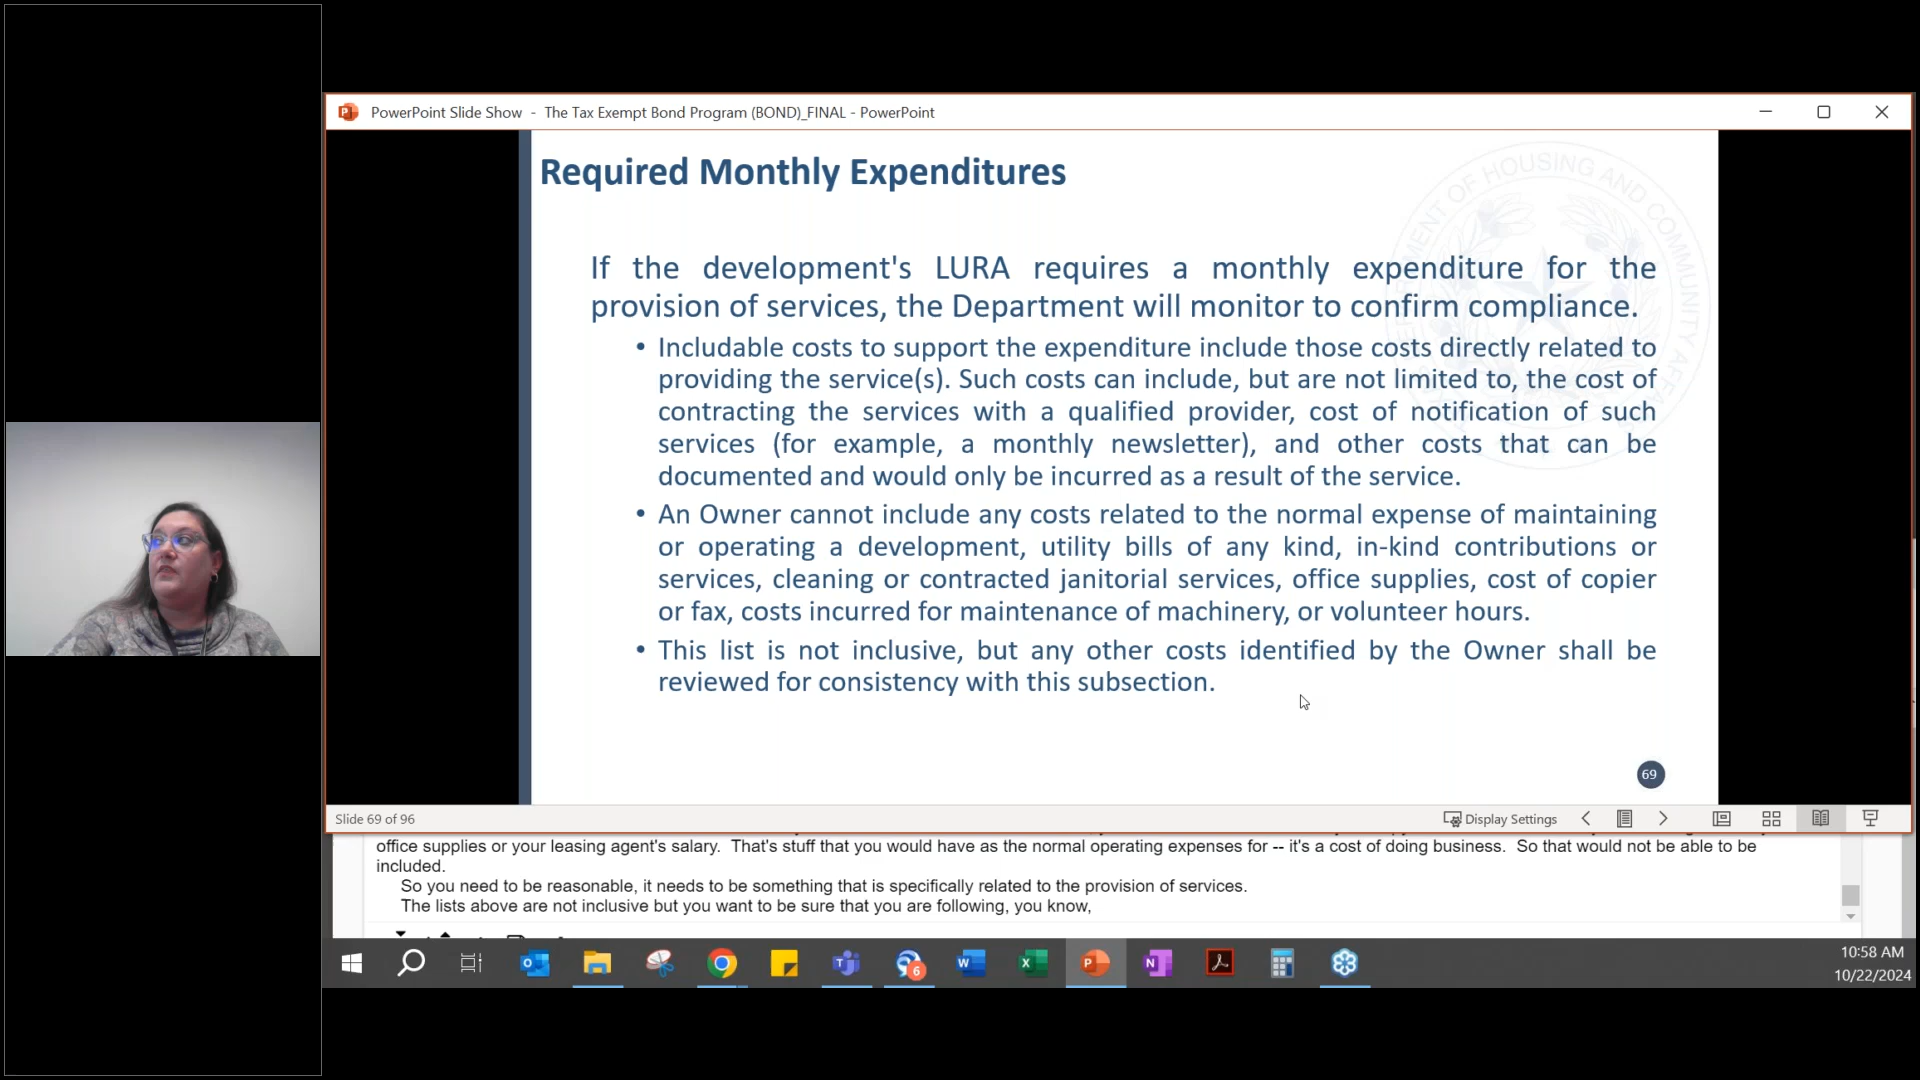 PowerPoint Slide Show - The Tax Exempt Bond Program (BOND)_FINAL - PowerPoint
Required Monthly Expenditures
If the development's LURA requires a monthly expenditure for the
provision of services, the Department will monitor to confirm compliance.
• Includable costs to support the expenditure include those costs directly related to
providing the service(s). Such costs can include, but are not limited to, the cost of
contracting the services with a qualified provider, cost of notification of such
services (for example, a monthly newsletter), and other costs that can be
documented and would only be incurred as a result of the service.
• An Owner cannot include any costs related to the normal expense of maintaining
or operating a development, utility bills of any kind, in-kind contributions or
services, cleaning or contracted janitorial services, office supplies, cost of copier
or fax, costs incurred for maintenance of machinery, or volunteer hours.
• This list is not inclusive, but any other costs identified by the Owner shall be
reviewed for consistency with this subsection.
69
Slide 69 of 96
Display Settings
office supplies or your leasing agent's salary. That's stuff that you would have as the normal operating expenses for -- it's a cost of doing business. So that would not be able to be
included.
So you need to be reasonable, it needs to be something that is specifically related to the provision of services.
The lists above are not inclusive but you want to be sure that you are following, you know,
6
10:58 AM
10/22/2024